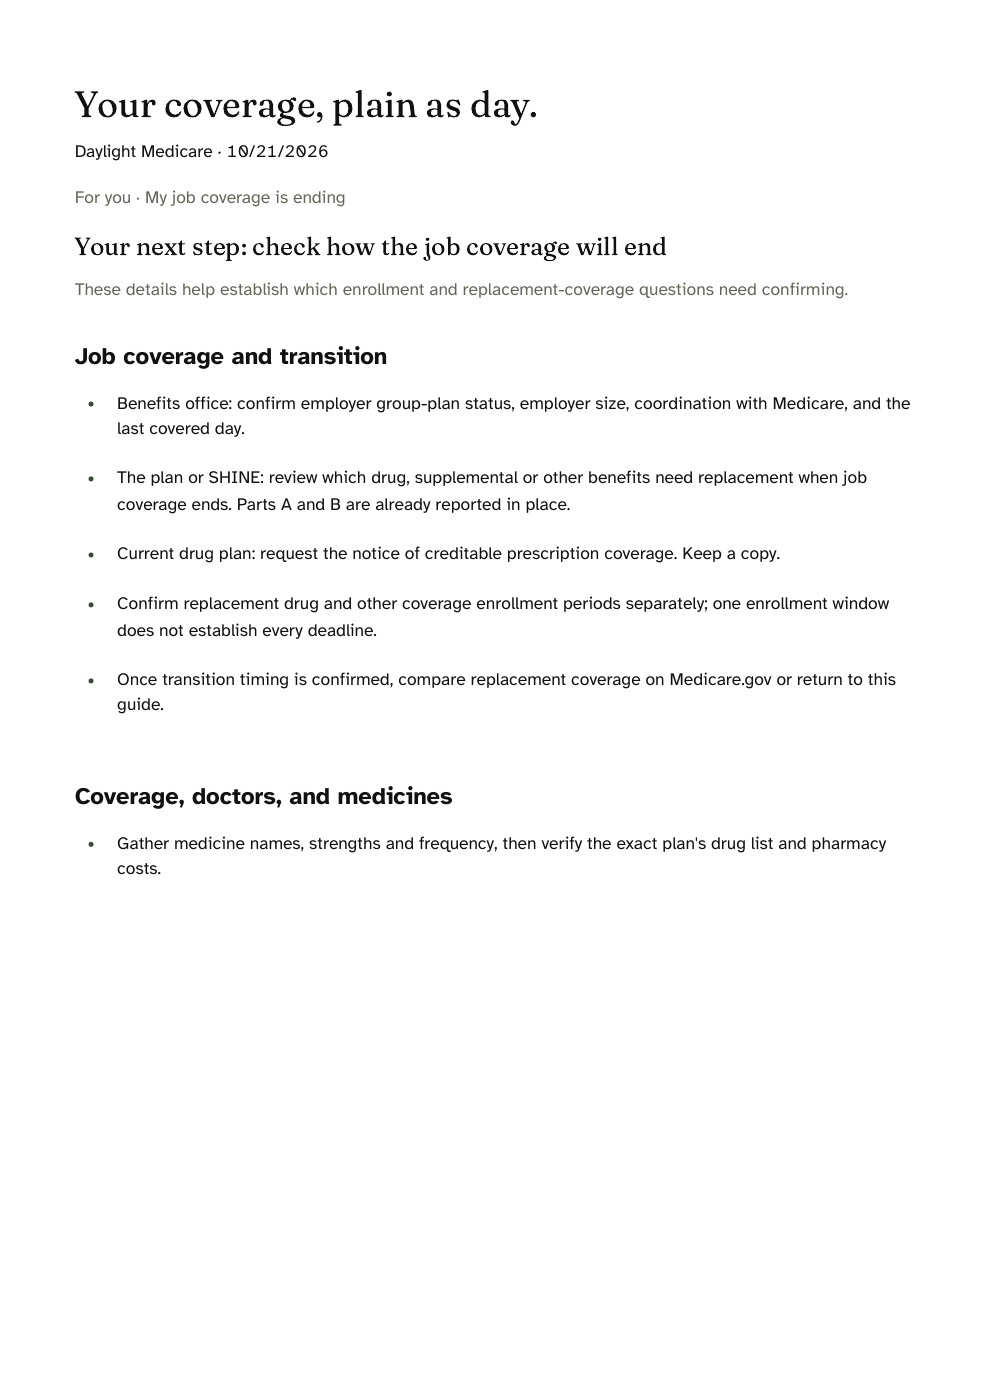 Your coverage, plain as day.
Daylight Medicare · 10/21/2026
For you · My job coverage is ending
Your next step: check how the job coverage will end
These details help establish which enrollment and replacement-coverage questions need confirming.
Job coverage and transition
• Benefits office: confirm employer group-plan status, employer size, coordination with Medicare, and the
last covered day.
• The plan or SHINE: review which drug, supplemental or other benefits need replacement when job
coverage ends. Parts A and B are already reported in place.
• Current drug plan: request the notice of creditable prescription coverage. Keep a copy.
• Confirm replacement drug and other coverage enrollment periods separately; one enrollment window
does not establish every deadline.
• Once transition timing is confirmed, compare replacement coverage on Medicare.gov or return to this
guide.
Coverage, doctors, and medicines
• Gather medicine names, strengths and frequency, then verify the exact plan's drug list and pharmacy
costs.